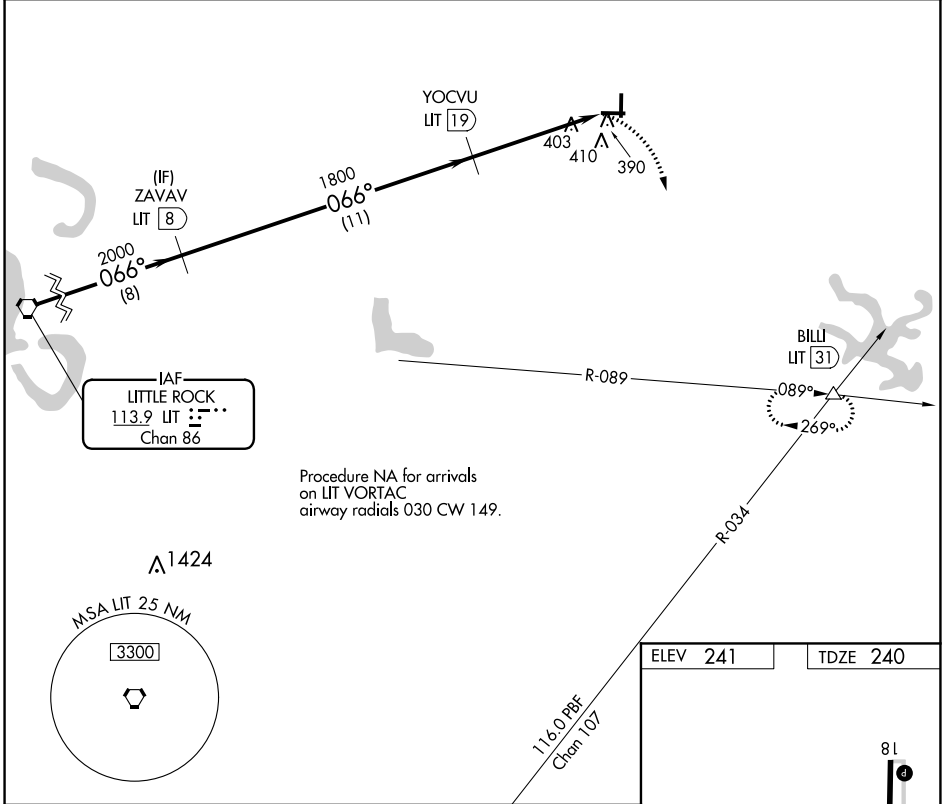 YOCVU
LIT 19
403
410
390
(IF)
ZAVAV
LIT 8
1800
066°
(11)
2000
066°
(8)
IAF
LITTLE ROCK
113.9 LIT
Chan 86
BILLI
LIT 31
R-089
089°
269°
Procedure NA for arrivals
on LIT VORTAC
airway radials 030 CW 149.
R-034
1424
MSA LIT 25 NM
3300
116.0 PBF
Chan 107
ELEV 241
TDZE 240
18
P